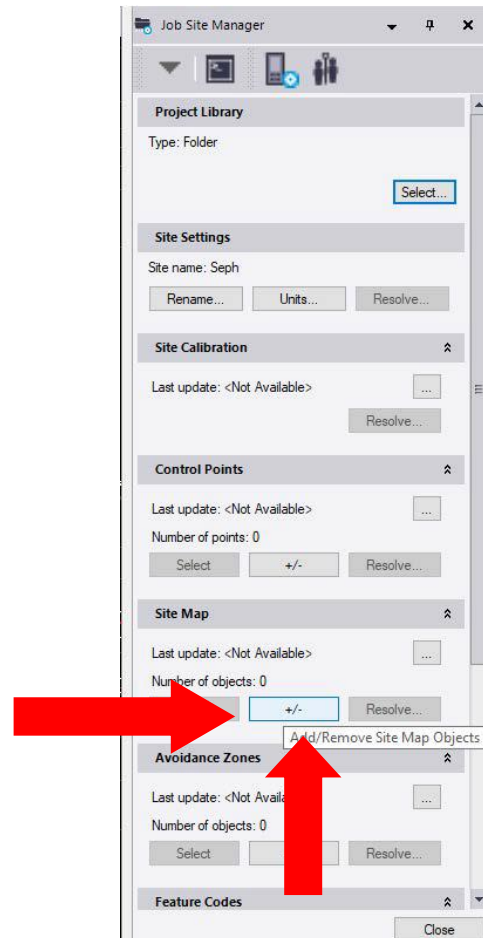 Job Site Manager
Project Library
Type: Folder
Select...
Site Settings
Site name: Seph
Rename... Units... Resolve...
Site Calibration
Last update: <Not Available> ...
Resolve...
Control Points
Last update: <Not Available> ...
Number of points: 0
Select +/- Resolve...
Site Map
Last update: <Not Available> ...
Number of objects: 0
+/- Resolve...
Add/Remove Site Map Objects
Avoidance Zones
Last update: <Not ...
Number of objects: 0
Select Resolve...
Feature Codes
Close